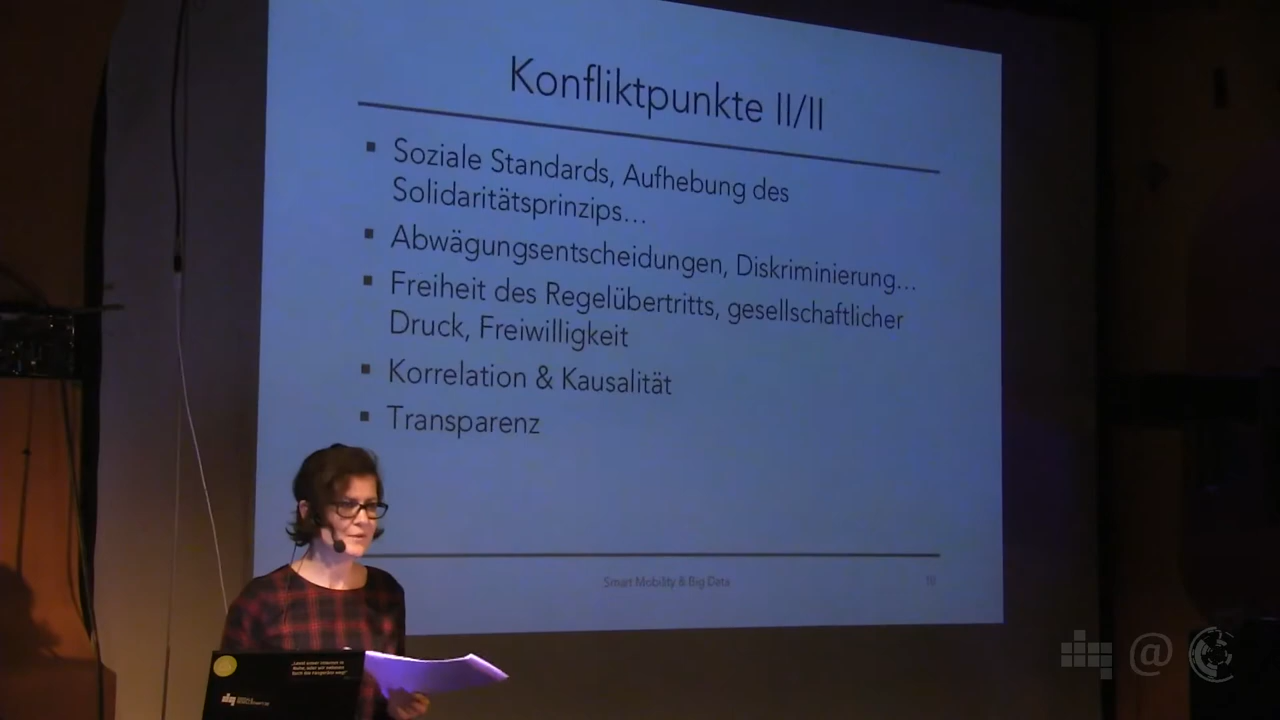 Konfliktpunkte II/II
Soziale Standards, Aufhebung des
Solidaritätsprinzips…
Abwägungsentscheidungen, Diskriminierung…
Freiheit des Regelübertritts, gesellschaftlicher
Druck, Freiwilligkeit
Korrelation & Kausalität
Transparenz
Smart Mobility & Big Data
@